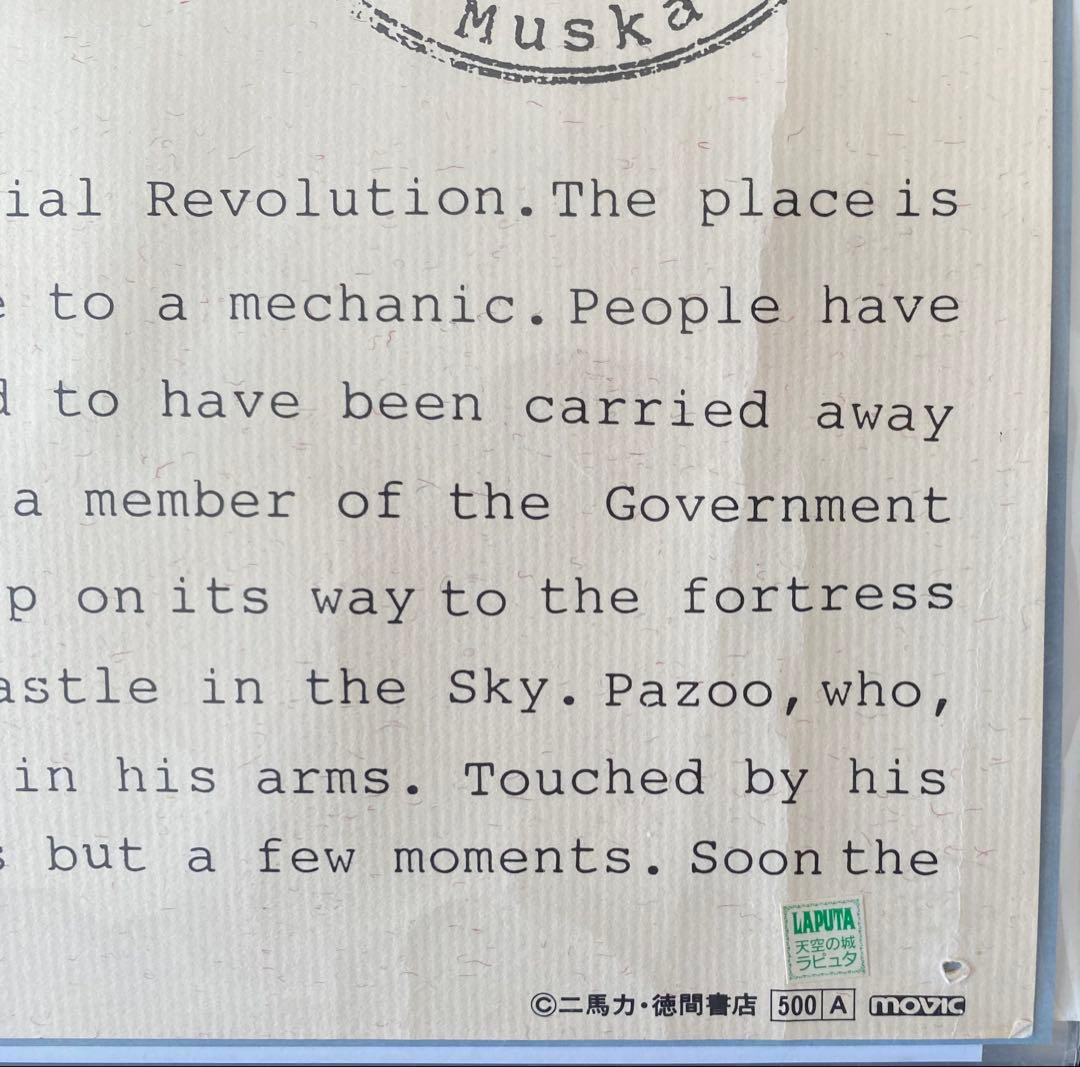 Muska
ial Revolution. The place is
to a mechanic. People have
to have been carried away
a member of the Government
p on its way to the fortress
astle in the Sky. Pazoo, who,
in his arms. Touched by his
but a few moments. Soon the
LAPUTA
天空の城
ラピュタ
©二馬力・徳間書店 500 A movic